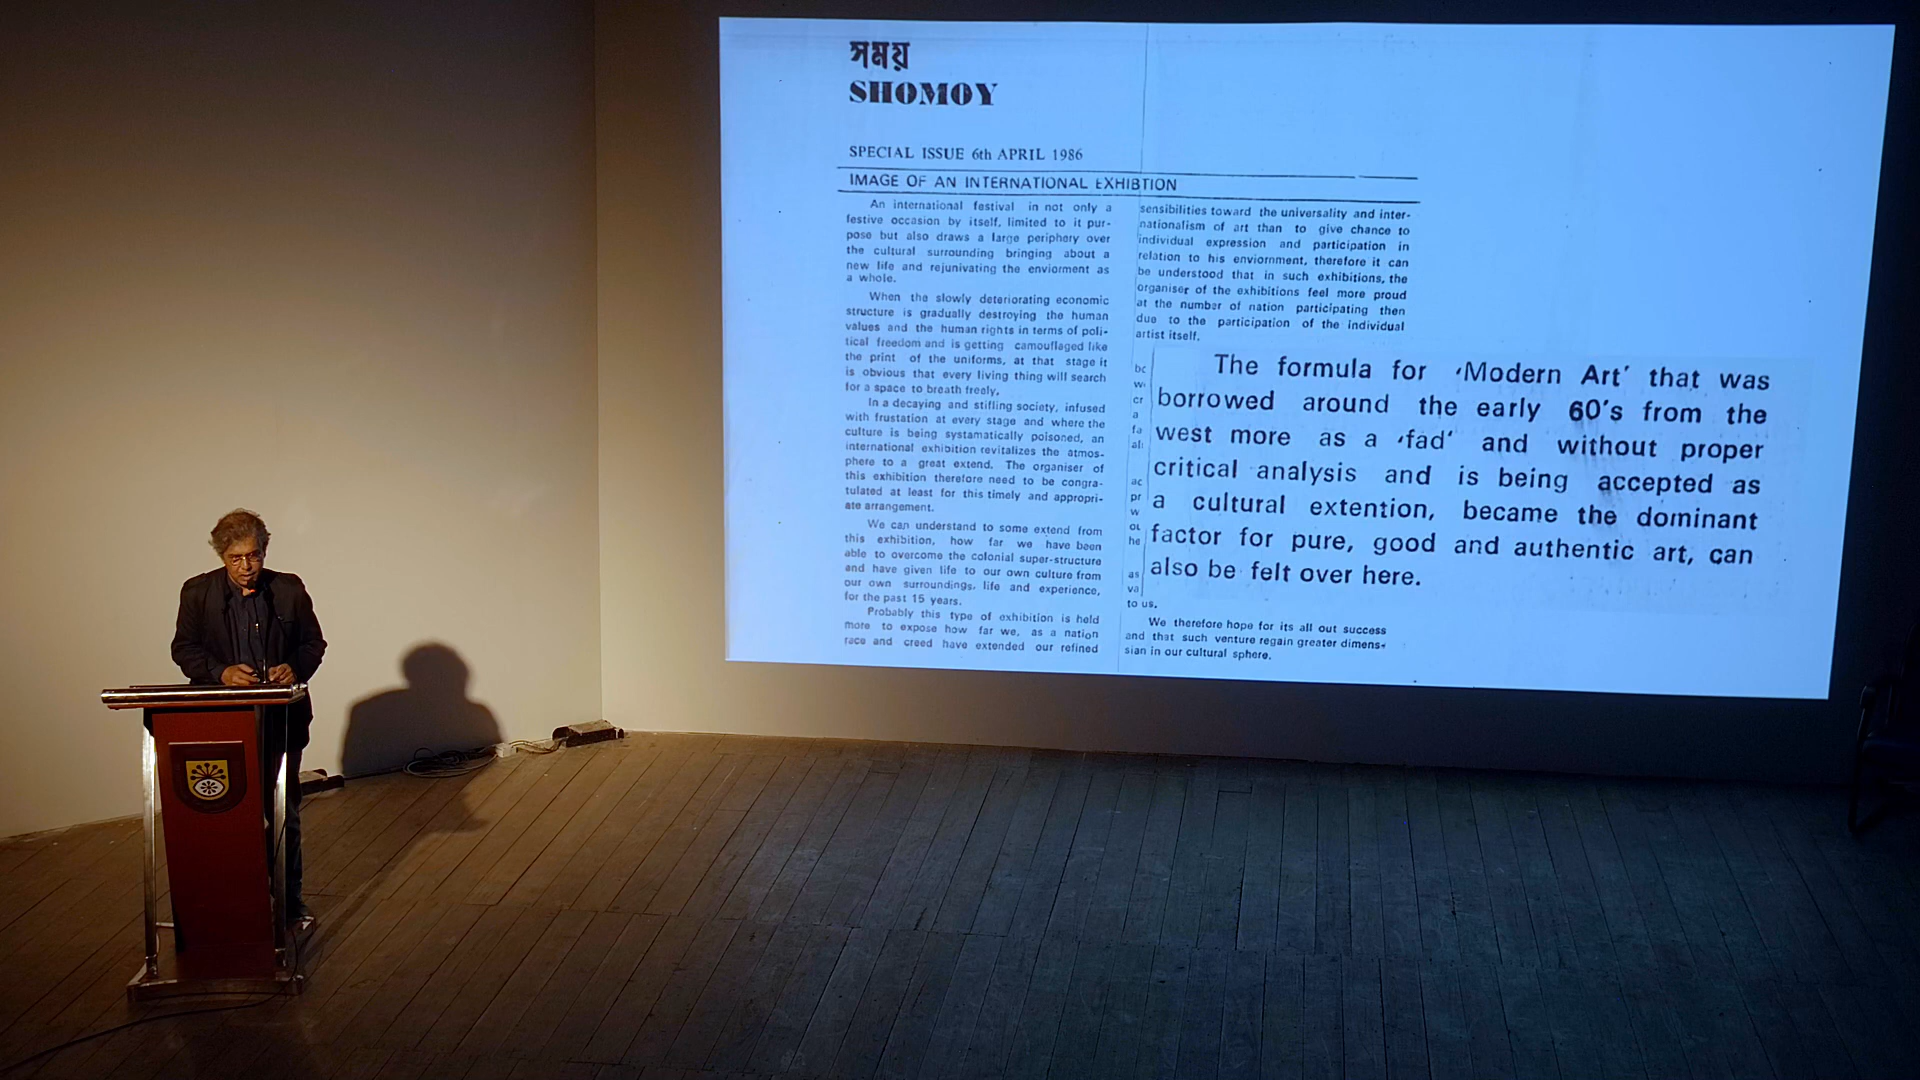 সময়
SHOMOY
SPECIAL ISSUE 6th APRIL 1986
IMAGE OF AN INTERNATIONAL EXHIBTION
An international festival in not only a
festive occasion by itself, limited to it pur-
pose but also draws a large periphery over
the cultural surrounding bringing about a
new life and rejunivating the enviorment as
a whole.
When the slowly deteriorating economic
structure is gradually destroying the human
values and the human rights in terms of poli-
tical freedom and is getting camouflaged like
the print of the uniforms, at that stage it
is obvious that every living thing will search
for a space to breath freely.
In a decaying and stifling society, infused
with frustation at every stage and where the
culture is being systamatically poisoned, an
international exhibition revitalizes the atmos-
phere to a great extend. The organiser of
this exhibition therefore need to be congra-
tulated at least for this timely and appropri-
ate arrangement.
We can understand to some extend from
this exhibition, how far we have been
able to overcome the colonial super-structure
and have given life to our own culture from
our own surroundings, life and experience,
for the past 15 years.
Probably this type of exhibition is held
more to expose how far we, as a nation
race and creed have extended our refined
sensibilities toward the universality and inter-
nationalism of art than to give chance to
individual expression and participation in
relation to his enviornment, therefore it can
be understood that in such exhibitions, the
organiser of the exhibitions feel more proud
at the number of nation participating then
due to the participation of the individual
artist itself.
The formula for 'Modern Art' that was
borrowed around the early 60's from the
west more as a 'fad' and without proper
critical analysis and is being accepted as
a cultural extention, became the dominant
factor for pure, good and authentic art, can
also be felt over here.
to us.
We therefore hope for its all out success
and that such venture regain greater dimens-
sian in our cultural sphere.